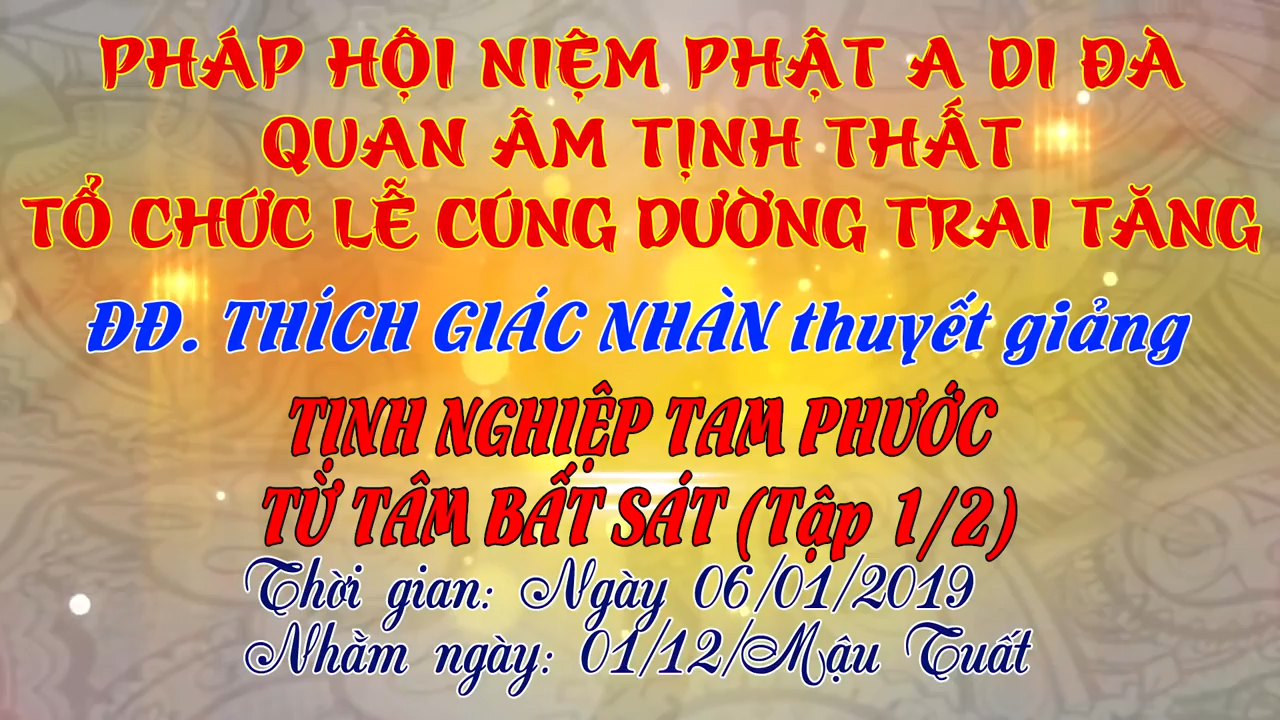 PHÁP HỘI NIỆM PHẬT A DI ĐÀ
QUAN ÂM TỊNH THẤT
TỔ CHỨC LỄ CÚNG DƯỜNG TRAI TĂNG
ĐĐ. THÍCH GIÁC NHÀN thuyết giảng
TỊNH NGHIỆP TAM PHƯỚC
TỪ TÂM BẤT SÁT (Tập 1/2)
Thời gian: Ngày 06/01/2019
Nhằm ngày: 01/12/Mậu Tuất